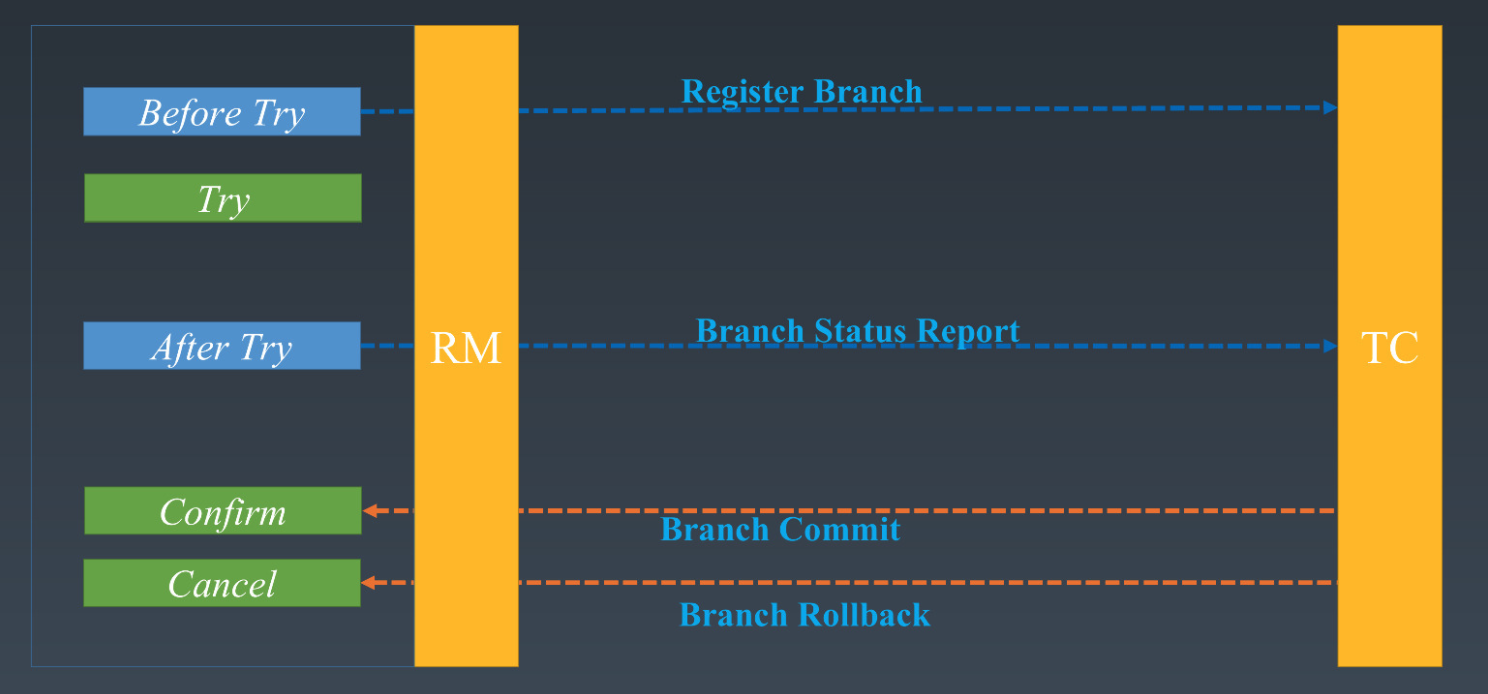 Register Branch
Before Try
Try
Branch Status Report
After Try
RM
TC
Confirm
Branch Commit
Cancel
Branch Rollback